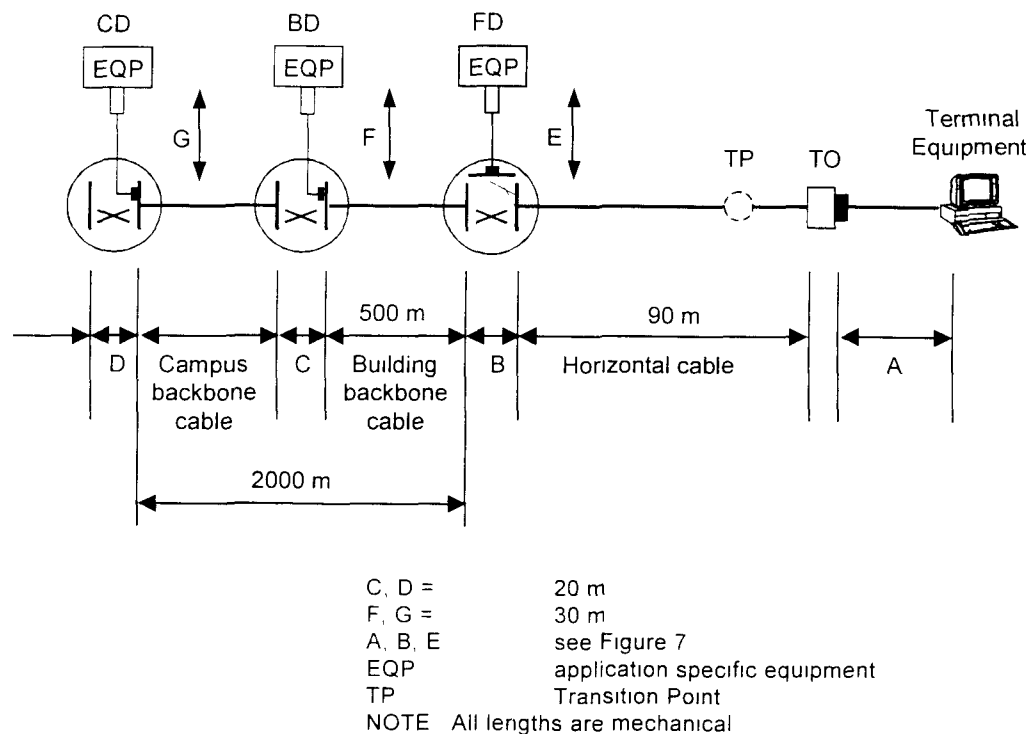 CD BD FD
EQP EQP EQP
G F E
TP TO Terminal Equipment
500 m 90 m
D Campus backbone cable C Building backbone cable B Horizontal cable A
2000 m
C, D = 20 m
F, G = 30 m
A, B, E see Figure 7
EQP application specific equipment
TP Transition Point
NOTE All lengths are mechanical